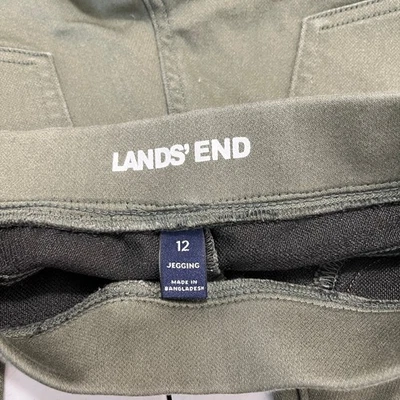 LANDS' END
12
JEGGING
MADE IN
BANGLADESH